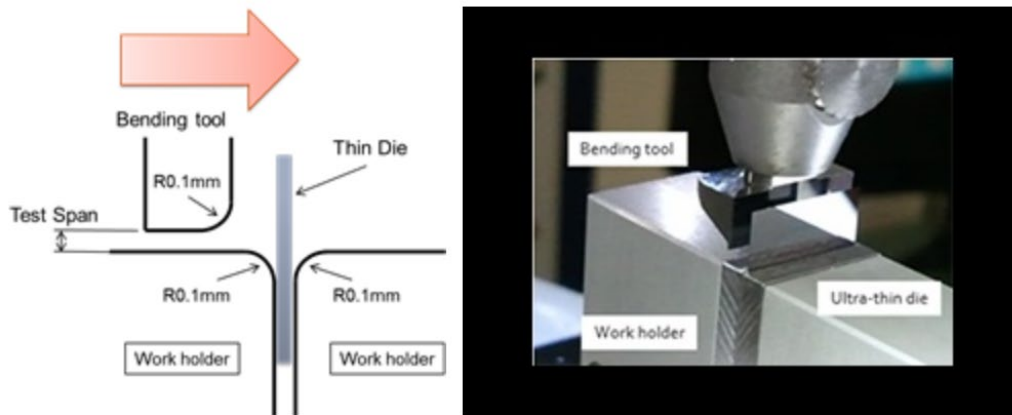 Bending tool
Thin Die
R0.1mm
Test Span
R0.1mm
R0.1mm
Work holder
Work holder
Bending tool
Ultra-thin die
Work holder